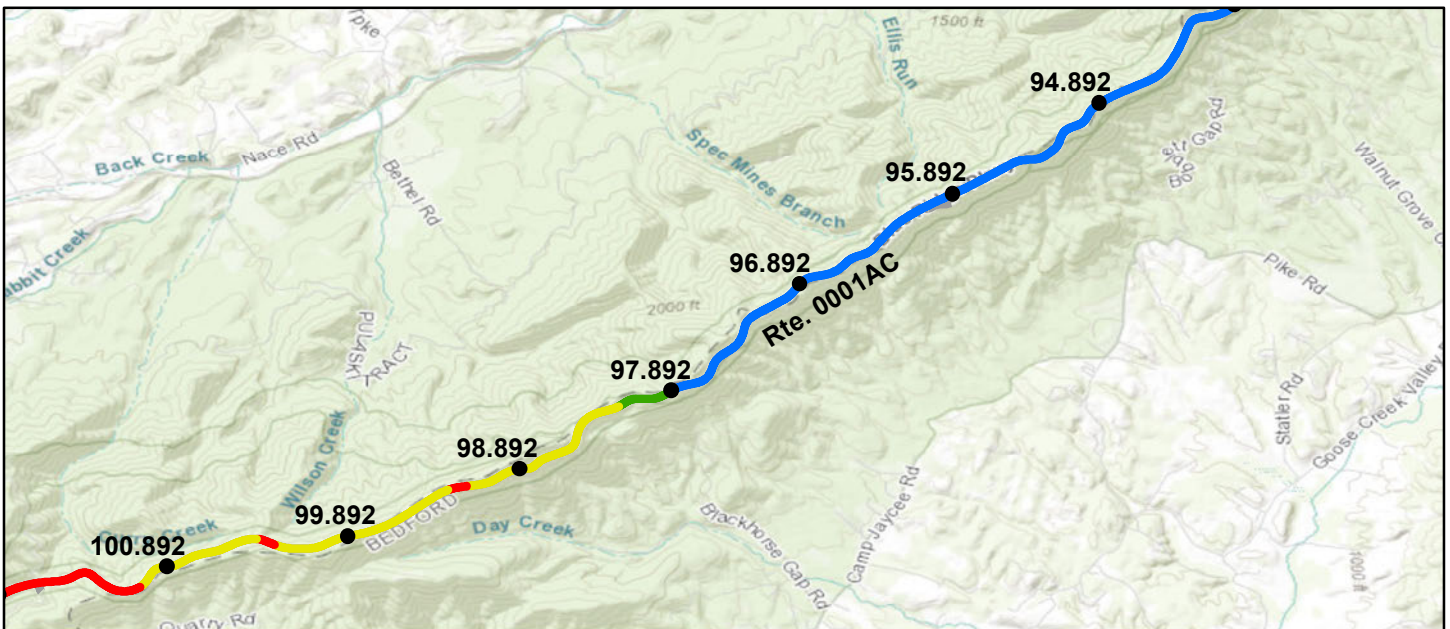 1500 ft
Ellis Run
94.892
Back Creek
Nace Rd
Spec Mines Branch
Gap Rd
Walnut Grove
Bethel Rd
95.892
abbit Creek
96.892
Rte. 0001AC
Pike Rd
2000 ft
PULASKI
TRACT
97.892
Statler Rd
Goose Creek Valley
98.892
Wilson Creek
99.892
BEDFORD
Day Creek
Camp Jaycee Rd
Blackhorse Gap Rd
1000 ft
Creek
100.892
Quarry Rd